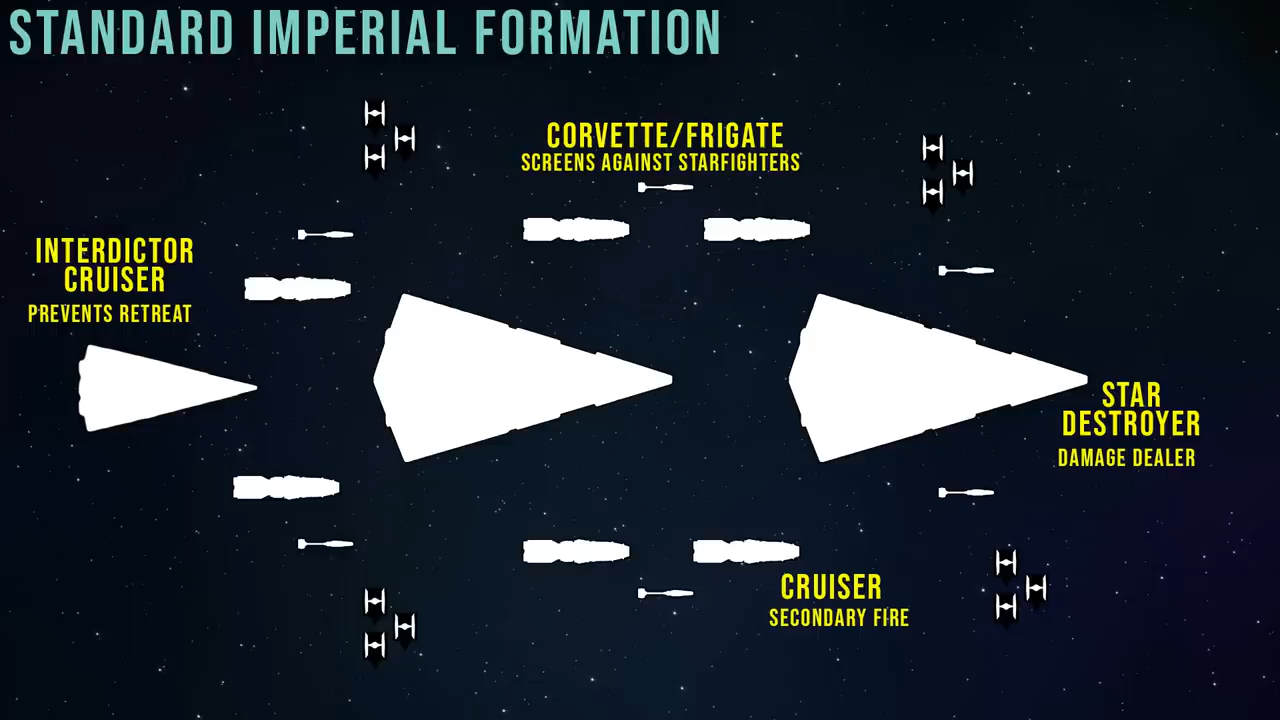 STANDARD IMPERIAL FORMATION
CORVETTE/FRIGATE
SCREENS AGAINST STARFIGHTERS
INTERDICTOR
CRUISER
PREVENTS RETREAT
STAR
DESTROYER
DAMAGE DEALER
CRUISER
SECONDARY FIRE